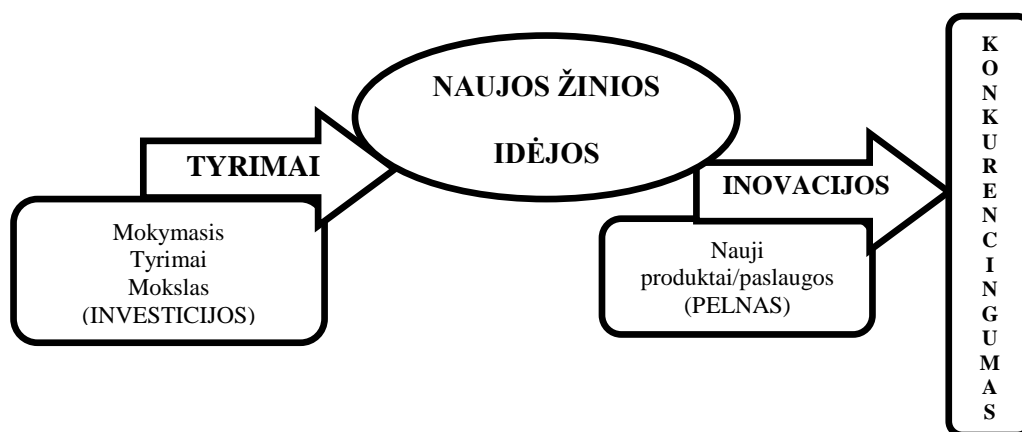 TYRIMAI
Mokymasis
Tyrimai
Mokslas
(INVESTICIJOS)
NAUJOS ŽINIOS
IDĖJOS
INOVACIJOS
Nauji
produktai/paslaugos
(PELNAS)
K
O
N
K
U
R
E
N
C
I
N
G
U
M
A
S